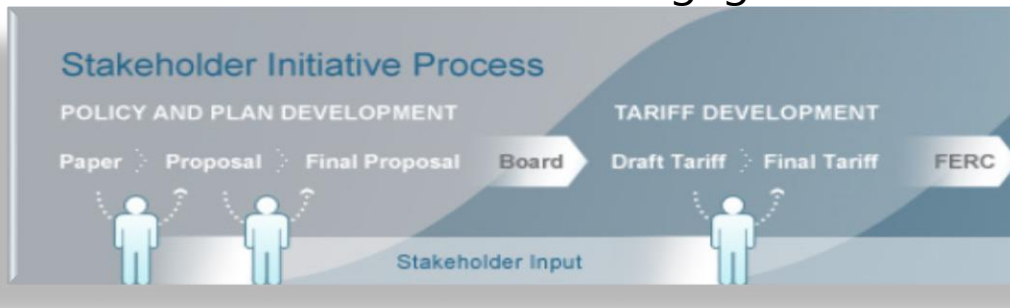 Stakeholder Initiative Process
POLICY AND PLAN DEVELOPMENT TARIFF DEVELOPMENT
Paper Proposal Final Proposal Board Draft Tariff Final Tariff FERC
Stakeholder Input